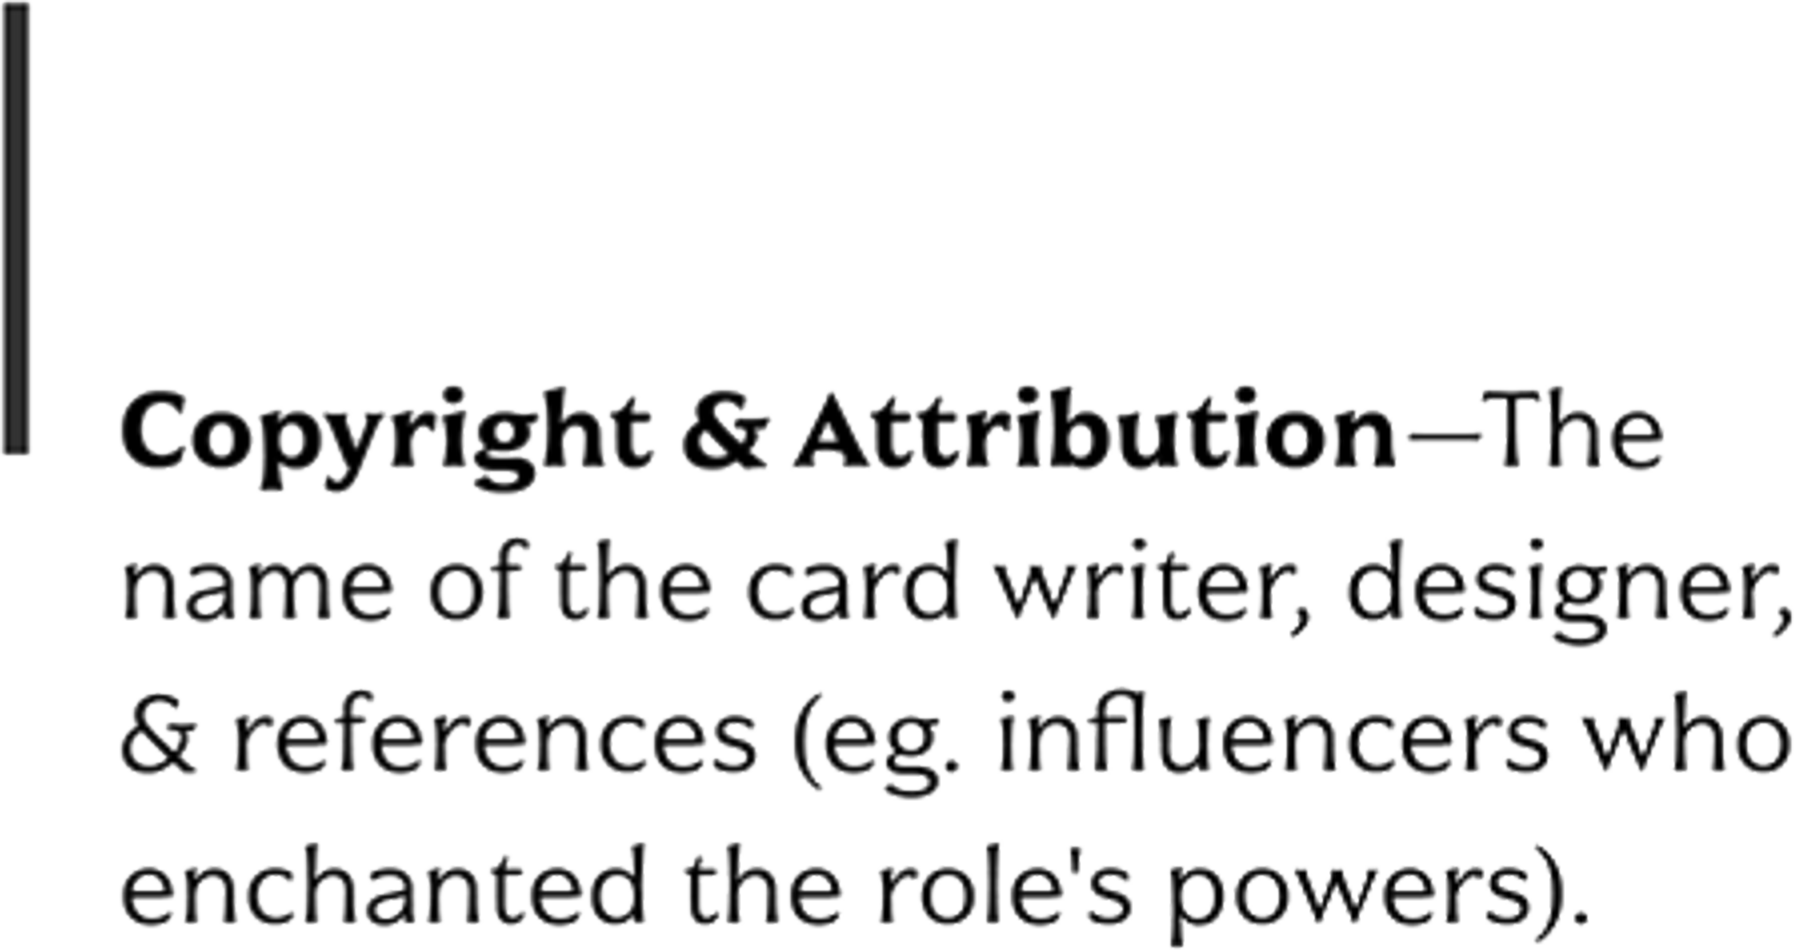 Copyright & Attribution—The
name of the card writer, designer,
& references (eg. influencers who
enchanted the role's powers).